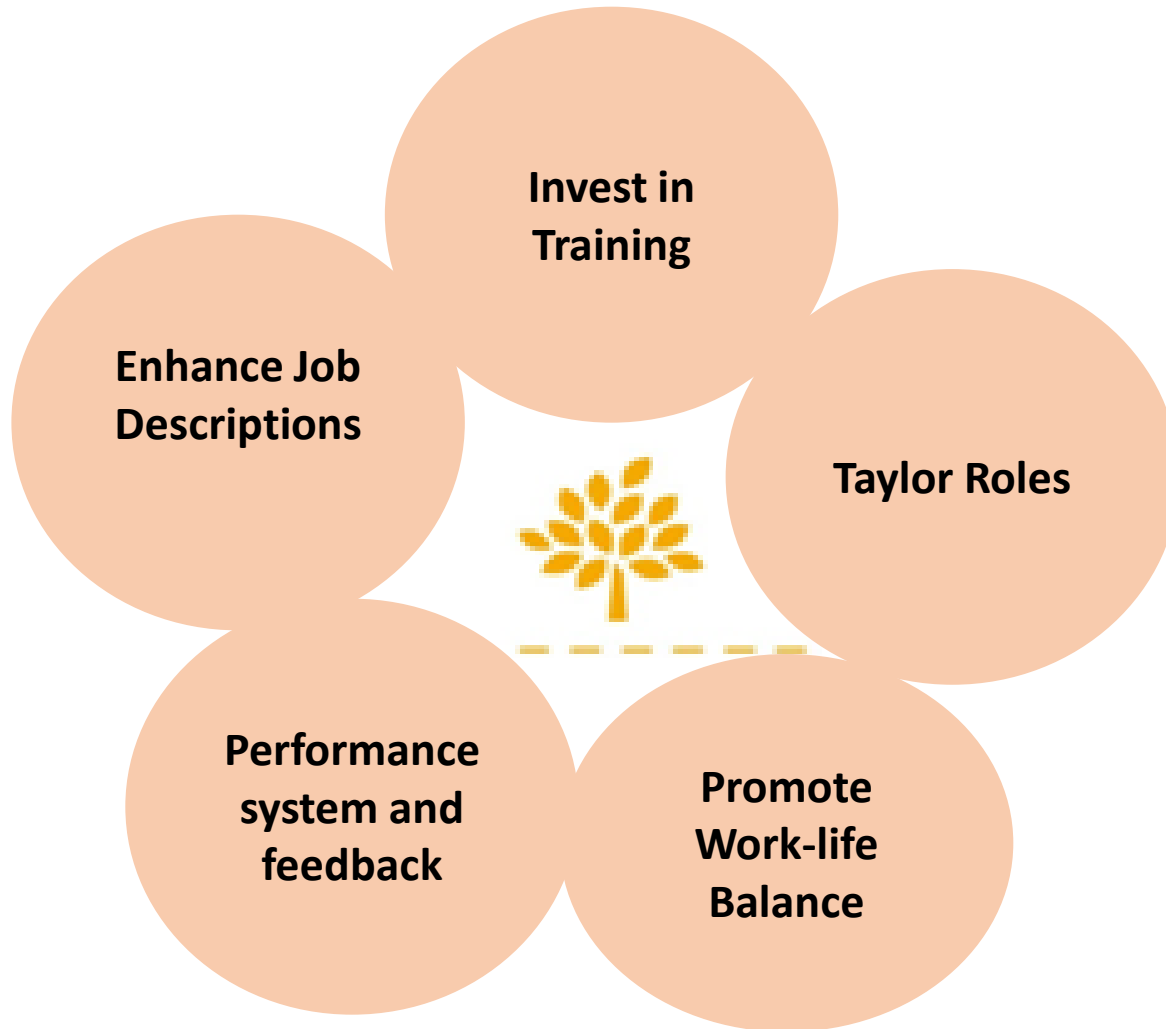 Invest in
Training
Enhance Job
Descriptions
Taylor Roles
Performance
system and
feedback
Promote
Work-life
Balance